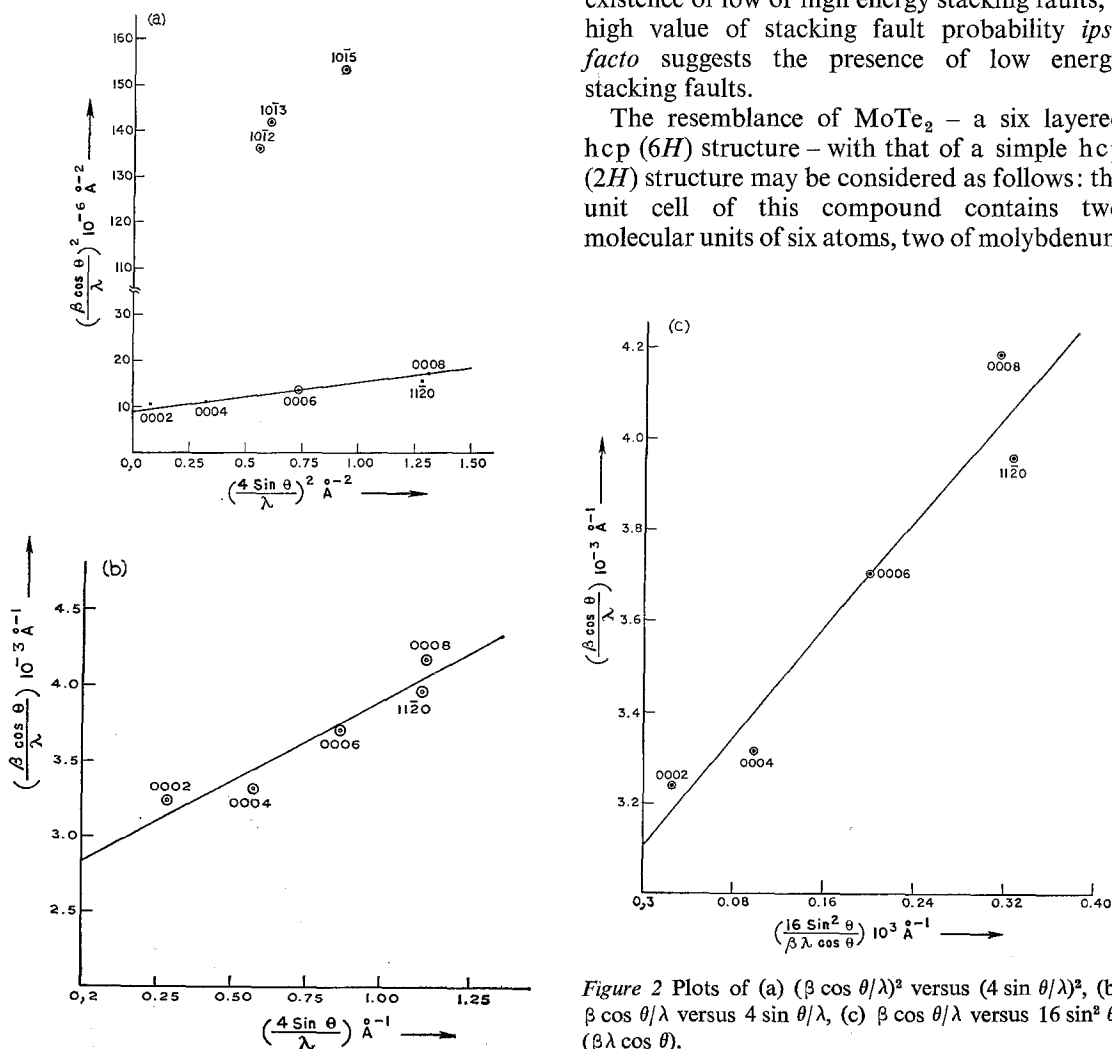 existence of low or high energy stacking faults,
high value of stacking fault probability ips
facto suggests the presence of low energ
stacking faults.
The resemblance of MoTe₂ – a six layered
hcp (6H) structure – with that of a simple hcp
(2H) structure may be considered as follows: th
unit cell of this compound contains two
molecular units of six atoms, two of molybdenum
(a)
160
150
140
130
120
110
30
20
10
10Ī5
10Ī3
10Ī2
0002
0004
0006
0008
112̄0
0,0
0.25
0.5
0.75
1.00
1.25
1.50
(β cos θ / λ)² 10⁻⁶ Å⁻²
(4 Sin θ / λ)² Å⁻²
(b)
4.5
4.0
3.5
3.0
2.5
0002
0004
0006
0008
112̄0
0,2
0.25
0.50
0.75
1.00
1.25
(β cos θ / λ) 10⁻³ Å⁻¹
(4 Sin θ / λ) Å⁻¹
(c)
4.2
4.0
3.8
3.6
3.4
3.2
0002
0004
0006
0008
112̄0
0,3
0.08
0.16
0.24
0.32
0.40
(β cos θ / λ) 10⁻³ Å⁻¹
(16 Sin² θ / βλ cos θ) 10³ Å⁻¹
Figure 2 Plots of (a) (β cos θ/λ)² versus (4 sin θ/λ)², (b
β cos θ/λ versus 4 sin θ/λ, (c) β cos θ/λ versus 16 sin² θ
(βλ cos θ).